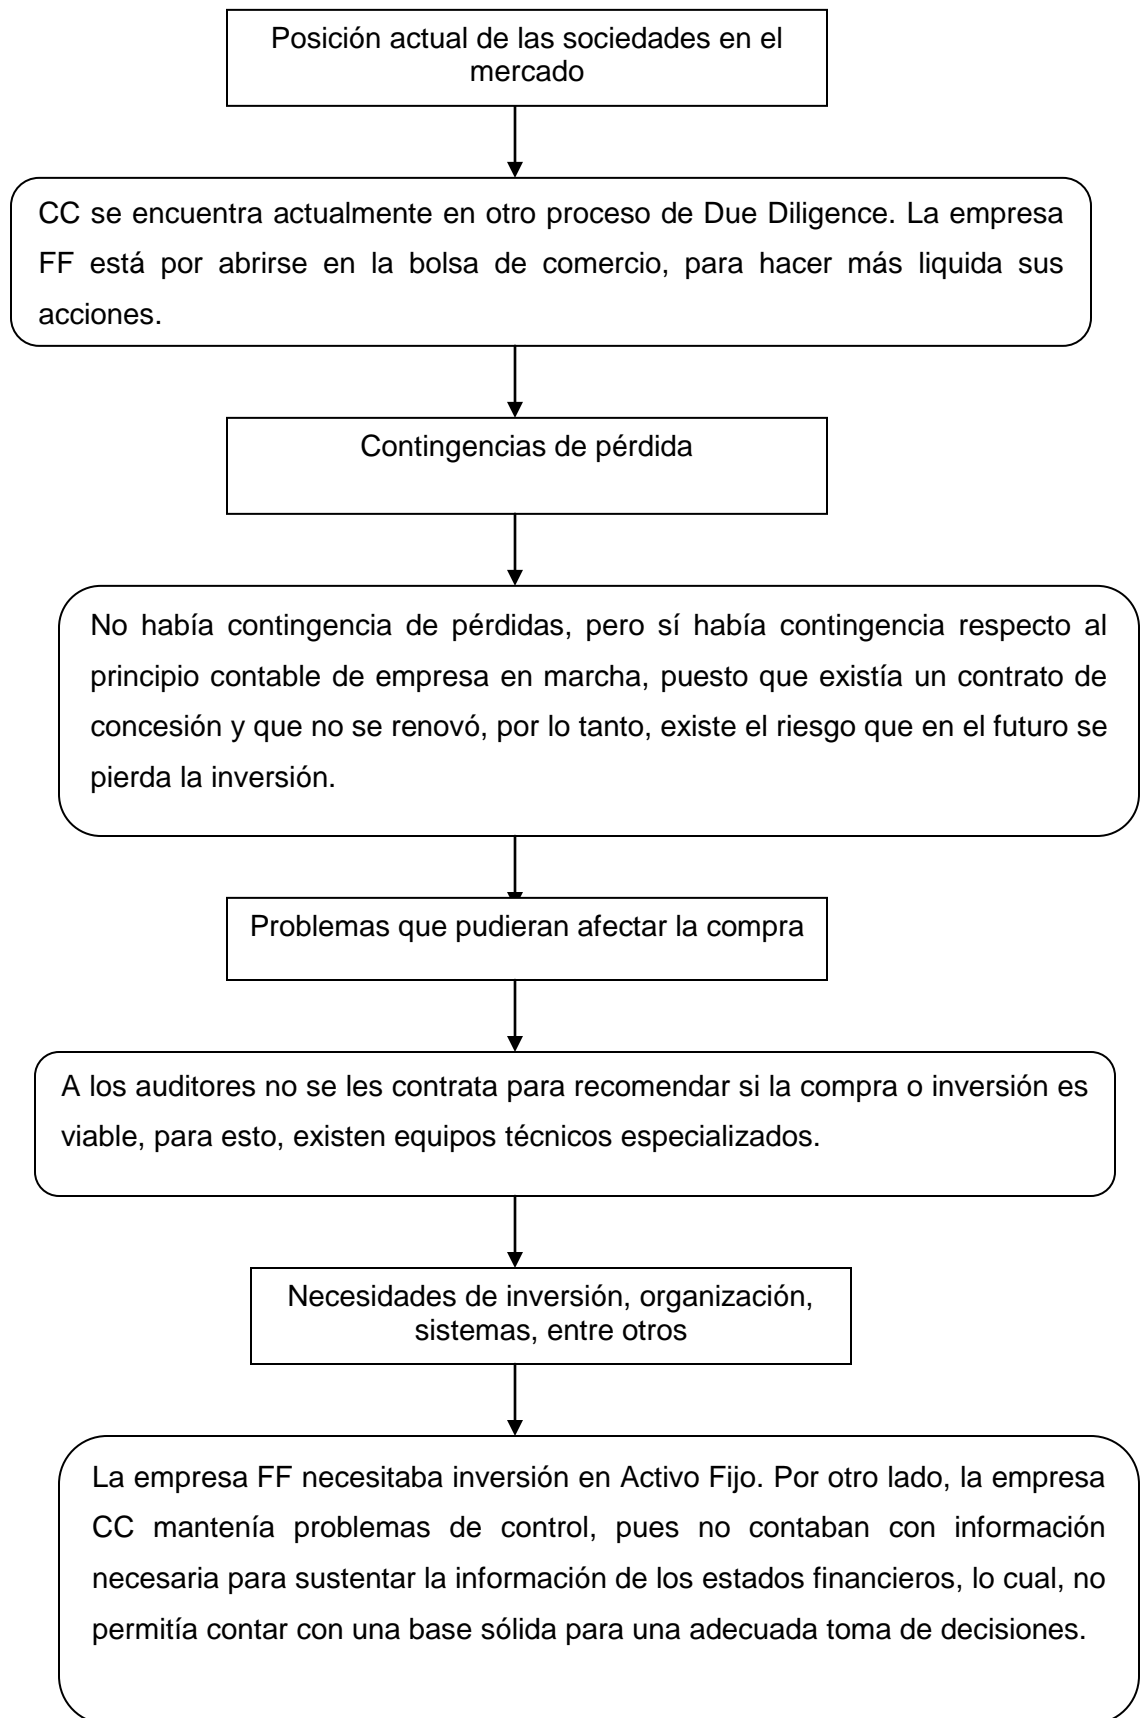 Posición actual de las sociedades en el
mercado
CC se encuentra actualmente en otro proceso de Due Diligence. La empresa
FF está por abrirse en la bolsa de comercio, para hacer más liquida sus
acciones.
Contingencias de pérdida
No había contingencia de pérdidas, pero sí había contingencia respecto al
principio contable de empresa en marcha, puesto que existía un contrato de
concesión y que no se renovó, por lo tanto, existe el riesgo que en el futuro se
pierda la inversión.
Problemas que pudieran afectar la compra
A los auditores no se les contrata para recomendar si la compra o inversión es
viable, para esto, existen equipos técnicos especializados.
Necesidades de inversión, organización,
sistemas, entre otros
La empresa FF necesitaba inversión en Activo Fijo. Por otro lado, la empresa
CC mantenía problemas de control, pues no contaban con información
necesaria para sustentar la información de los estados financieros, lo cual, no
permitía contar con una base sólida para una adecuada toma de decisiones.